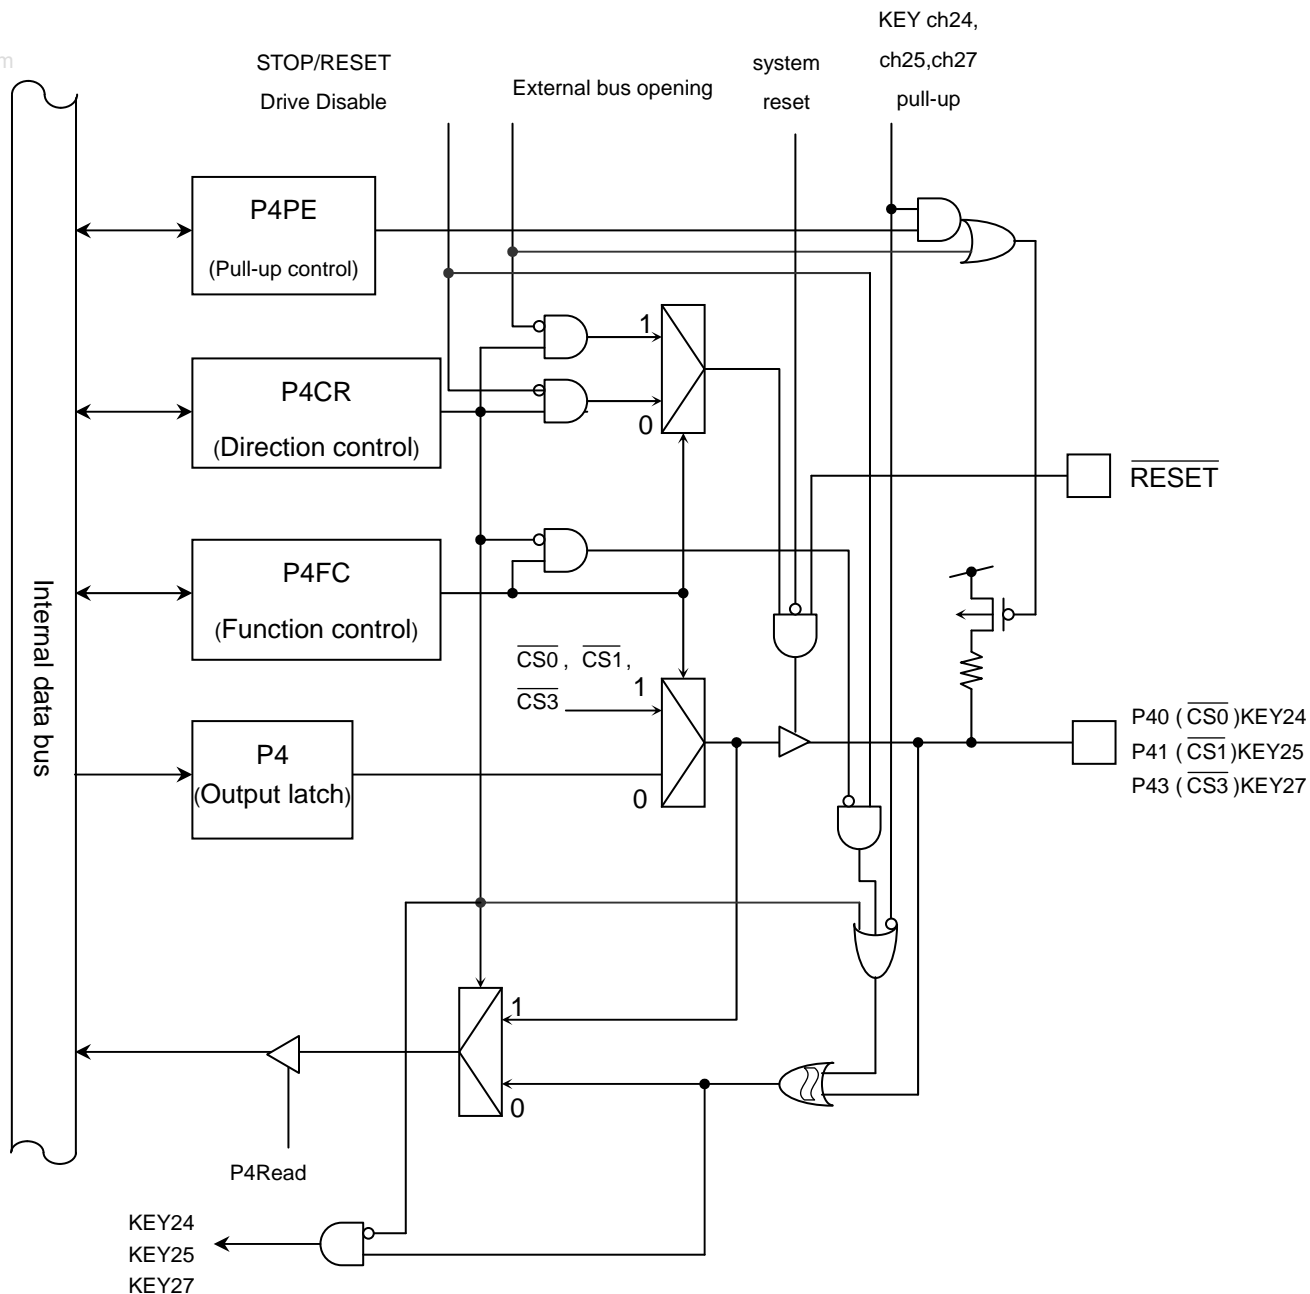 m
KEY ch24,
ch25,ch27
pull-up
STOP/RESET
Drive Disable
External bus opening
system
reset
P4PE
(Pull-up control)
1
0
P4CR
(Direction control)
RESET
P4FC
(Function control)
Internal data bus
CS0 , CS1 ,
CS3
1
0
P4
(Output latch)
P40 ( CS0 )KEY24
P41 ( CS1 )KEY25
P43 ( CS3 )KEY27
1
0
P4Read
KEY24
KEY25
KEY27